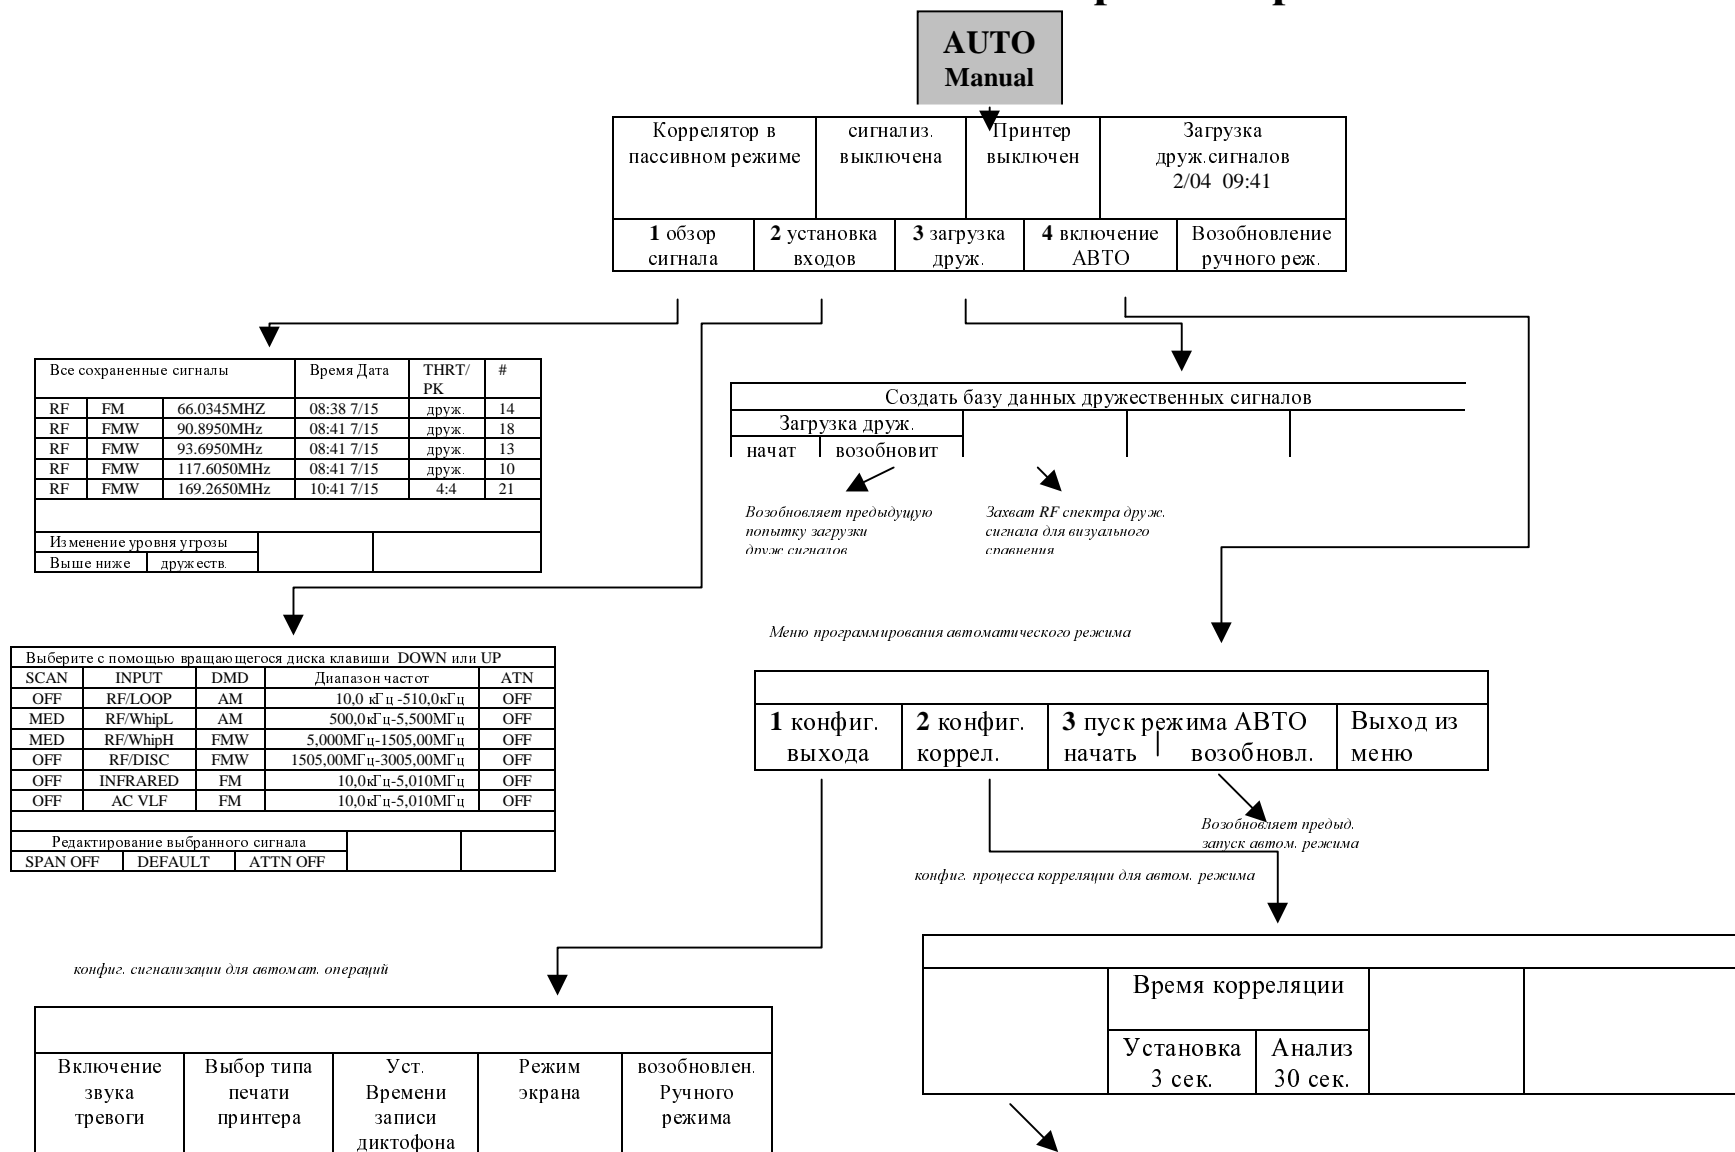 AUTO
Manual
Коррелятор в пассивном режиме
сигнализ. выключена
Принтер выключен
Загрузка друж.сигналов 2/04 09:41
1 обзор сигнала
2 установка входов
3 загрузка друж.
4 включение АВТО
Возобновление ручного реж.
Все сохраненные сигналы Время Дата THRT/PK #
RF FM 66.0345MHZ 08:38 7/15 друж. 14
RF FMW 90.8950MHz 08:41 7/15 друж. 18
RF FMW 93.6950MHz 08:41 7/15 друж. 13
RF FMW 117.6050MHz 08:41 7/15 друж. 10
RF FMW 169.2650MHz 10:41 7/15 4:4 21
Изменение уровня угрозы
Выше ниже дружеств.
Создать базу данных дружественных сигналов
Загрузка друж.
начат возобновит
Возобновляет предыдущую
попытку загрузки
друж.сигналов
Захват RF спектра друж.
сигнала для визуального
сравнения
Выберите с помощью вращающегося диска клавиши DOWN или UP
SCAN INPUT DMD Диапазон частот ATN
OFF RF/LOOP AM 10,0 кГц -510,0кГц OFF
MED RF/WhipL AM 500,0кГц-5,500МГц OFF
MED RF/WhipH FMW 5,000МГц-1505,00МГц OFF
OFF RF/DISC FMW 1505,00МГц-3005,00МГц OFF
OFF INFRARED FM 10,0кГц-5,010МГц OFF
OFF AC VLF FM 10,0кГц-5,010МГц OFF
Редактирование выбранного сигнала
SPAN OFF DEFAULT ATTN OFF
Меню программирования автоматического режима
1 конфиг. выхода
2 конфиг. коррел.
3 пуск режима АВТО
начать | возобновл.
Выход из меню
Возобновляет предыд.
запуск автом. режима
конфиг. процесса корреляции для автом. режима
Время корреляции
Установка 3 сек.
Анализ 30 сек.
конфиг. сигнализации для автомат. операций
Включение звука тревоги
Выбор типа печати принтера
Уст. Времени записи диктофона
Режим экрана
возобновлен. Ручного режима